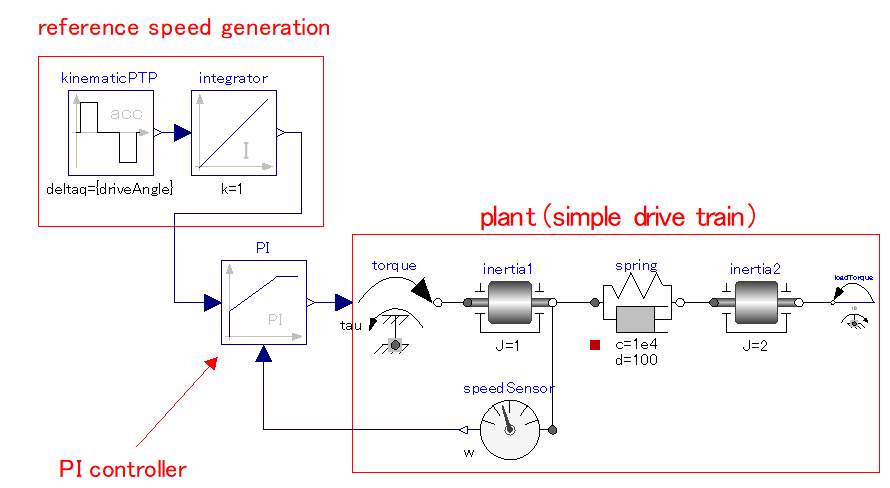 reference speed generation
kinematicPTP
integrator
acc
I
deltaq={driveAngle}
k=1
plant(simple drive train)
PI
PI
torque
inertia1
spring
inertia2
loadTorque
tau
J=1
c=1e4
d=100
J=2
speedSensor
w
PI controller